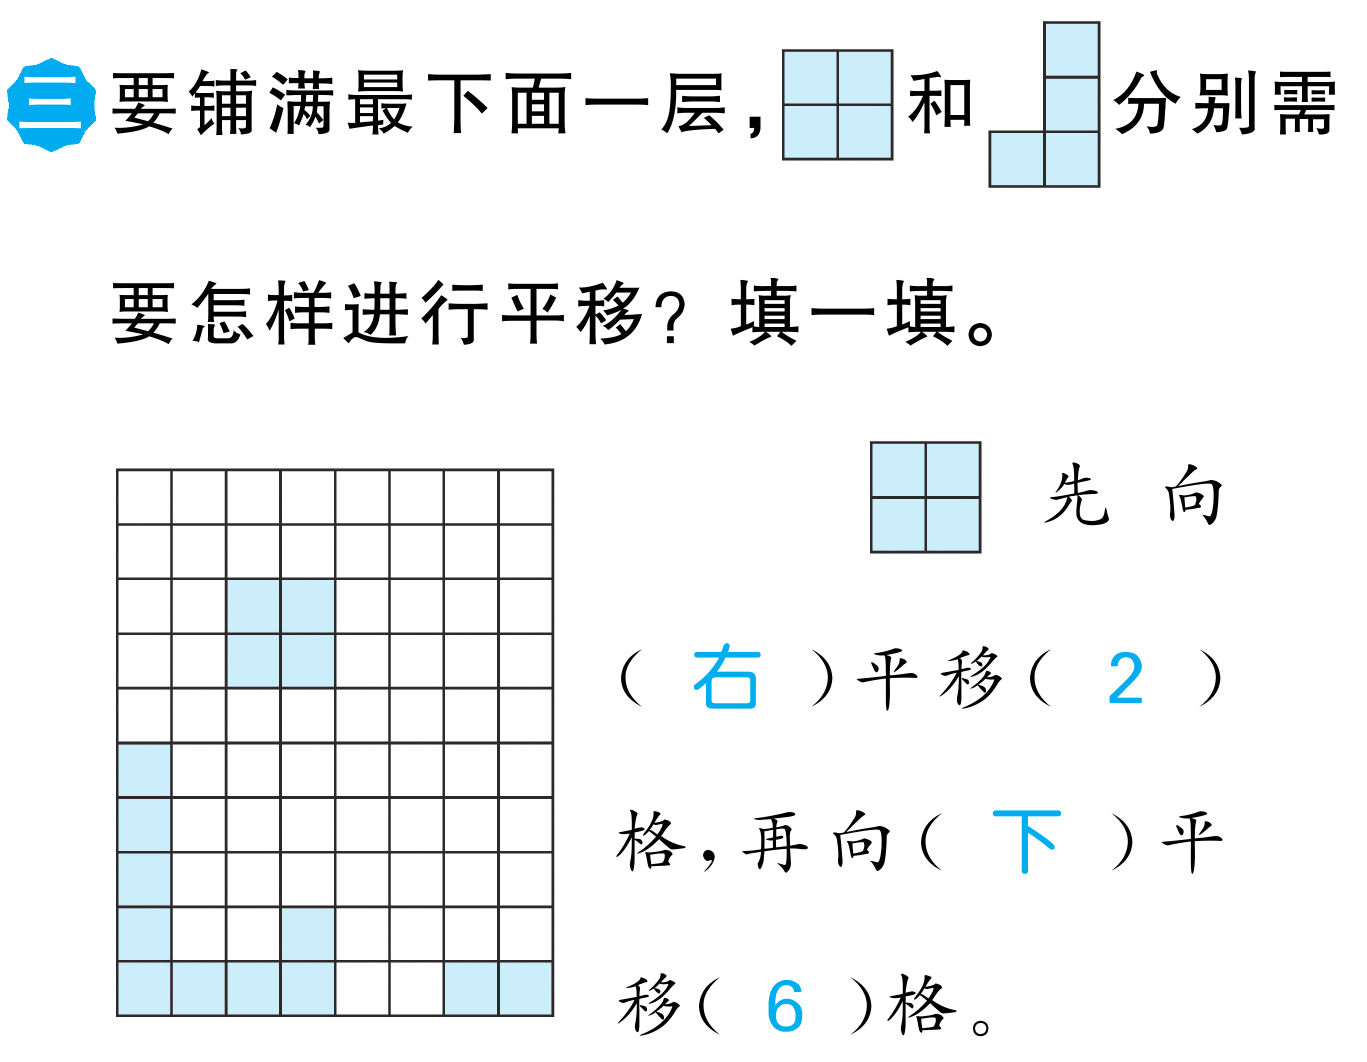 三 要铺满最下面一层,和分别需
要怎样进行平移? 填一填。
先向
(右)平移(2)
格,再向(下)平
移(6)格。